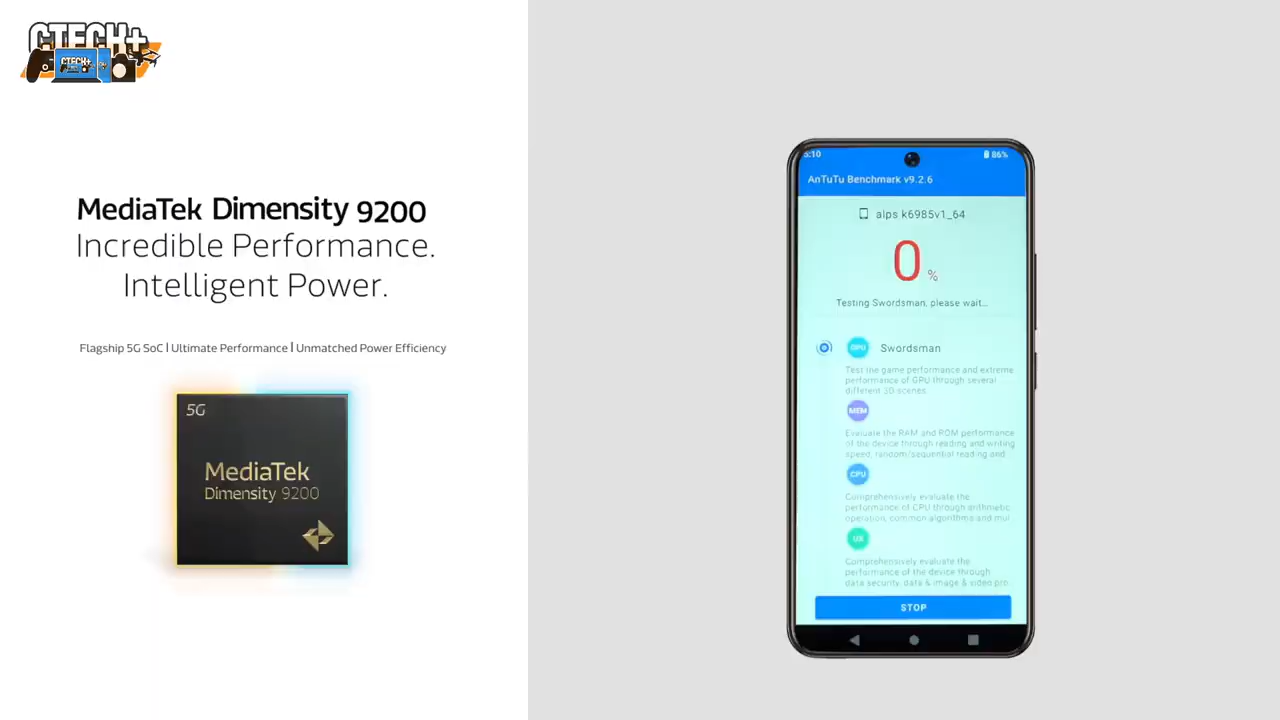 CTECH+
CTECH+
MediaTek Dimensity 9200
Incredible Performance.
Intelligent Power.
Flagship 5G SoC | Ultimate Performance | Unmatched Power Efficiency
5G
MediaTek
Dimensity 9200
6:10
86%
AnTuTu Benchmark v9.2.6
alps k6985v1_64
0 %
Testing Swordsman, please wait...
GPU
Swordsman
Test the game performance and extreme
performance of GPU through several
different 3D scenes
MEM
Evaluate the RAM and ROM performance
of the device through reading and writing
speed, random/sequential reading and
CPU
Comprehensively evaluate the
performance of CPU through arithmetic
operation, common algorithms and mul
UX
Comprehensively evaluate the
performance of the device through
data security, data & image & video pro.
STOP